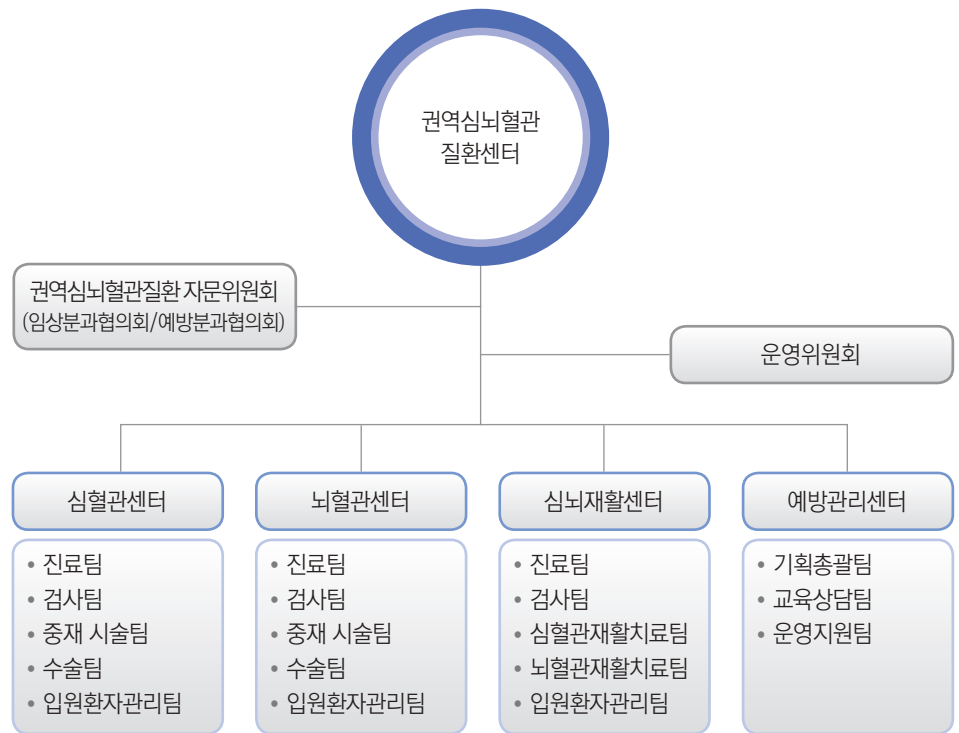 권역심뇌혈관
질환센터
권역심뇌혈관질환 자문위원회
(임상분과협의회/예방분과협의회)
운영위원회
심혈관센터
• 진료팀
• 검사팀
• 중재 시술팀
• 수술팀
• 입원환자관리팀
뇌혈관센터
• 진료팀
• 검사팀
• 중재 시술팀
• 수술팀
• 입원환자관리팀
심뇌재활센터
• 진료팀
• 검사팀
• 심혈관재활치료팀
• 뇌혈관재활치료팀
• 입원환자관리팀
예방관리센터
• 기획총괄팀
• 교육상담팀
• 운영지원팀